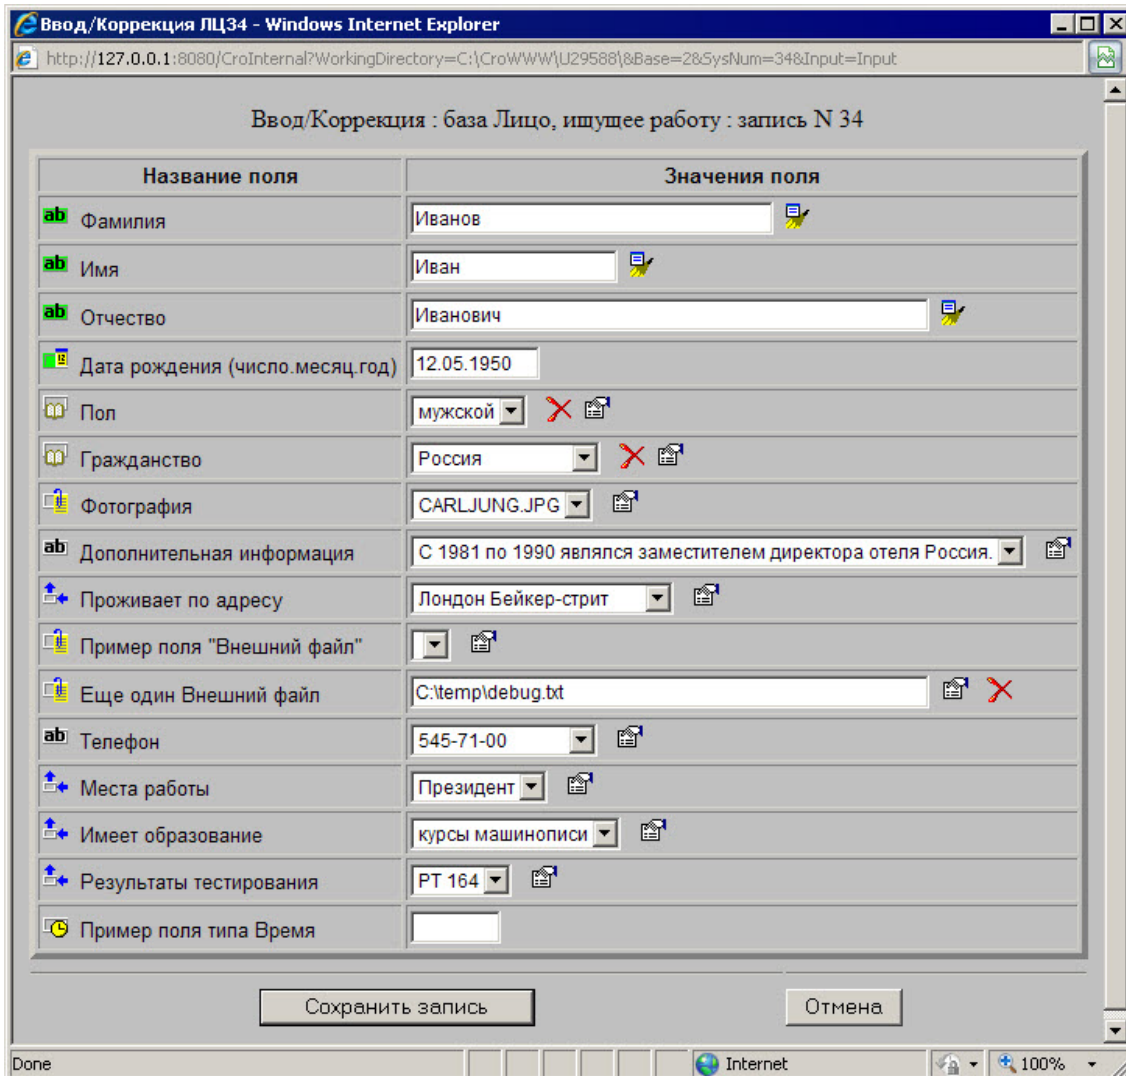 Ввод/Коррекция ЛЦ34 - Windows Internet Explorer
http://127.0.0.1:8080/CroInternal?WorkingDirectory=C:\CroWWW\U29588\&Base=2&SysNum=34&Input=Input
Ввод/Коррекция : база Лицо, ищущее работу : запись N 34
Название поля Значения поля
ab Фамилия Иванов
ab Имя Иван
ab Отчество Иванович
12 Дата рождения (число.месяц.год) 12.05.1950
Пол мужской
Гражданство Россия
Фотография CARLJUNG.JPG
ab Дополнительная информация С 1981 по 1990 являлся заместителем директора отеля Россия.
Проживает по адресу Лондон Бейкер-стрит
Пример поля "Внешний файл"
Еще один Внешний файл C:\temp\debug.txt
ab Телефон 545-71-00
Места работы Президент
Имеет образование курсы машинописи
Результаты тестирования РТ 164
Пример поля типа Время
Сохранить запись Отмена
Done Internet 100%